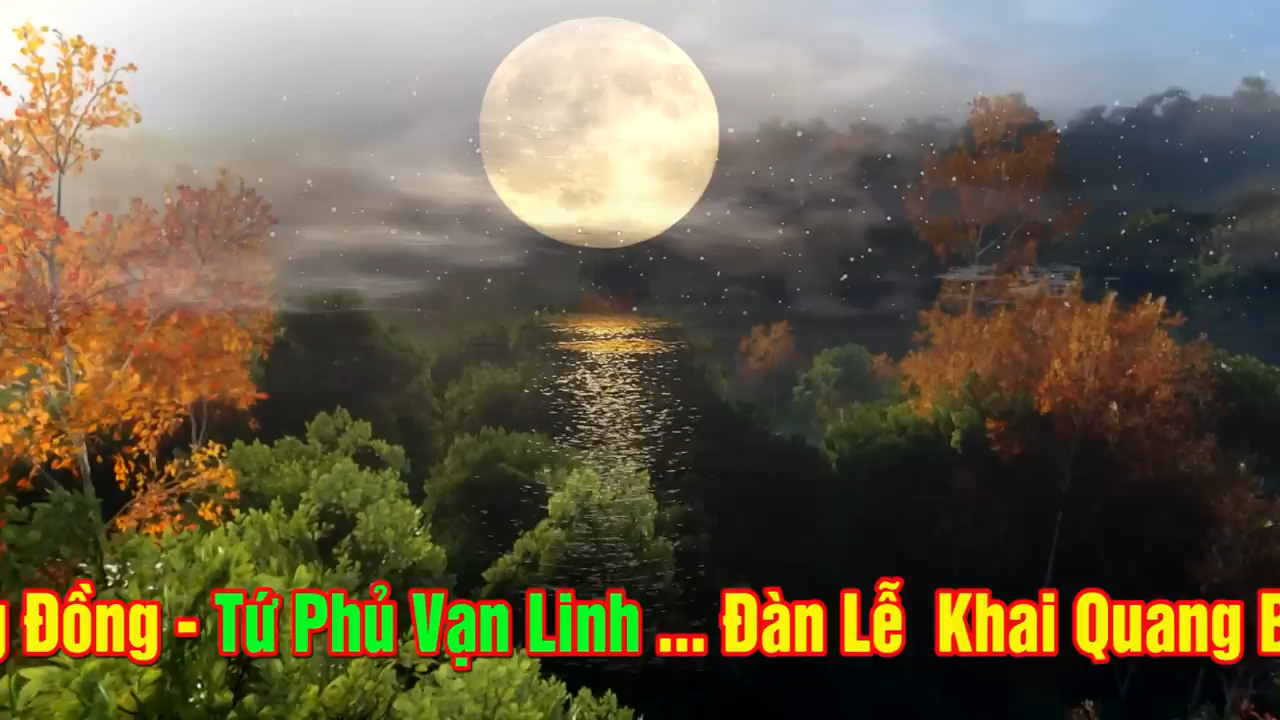 Đồng - Tứ Phủ Vạn Linh ... Đàn Lễ Khai Quang